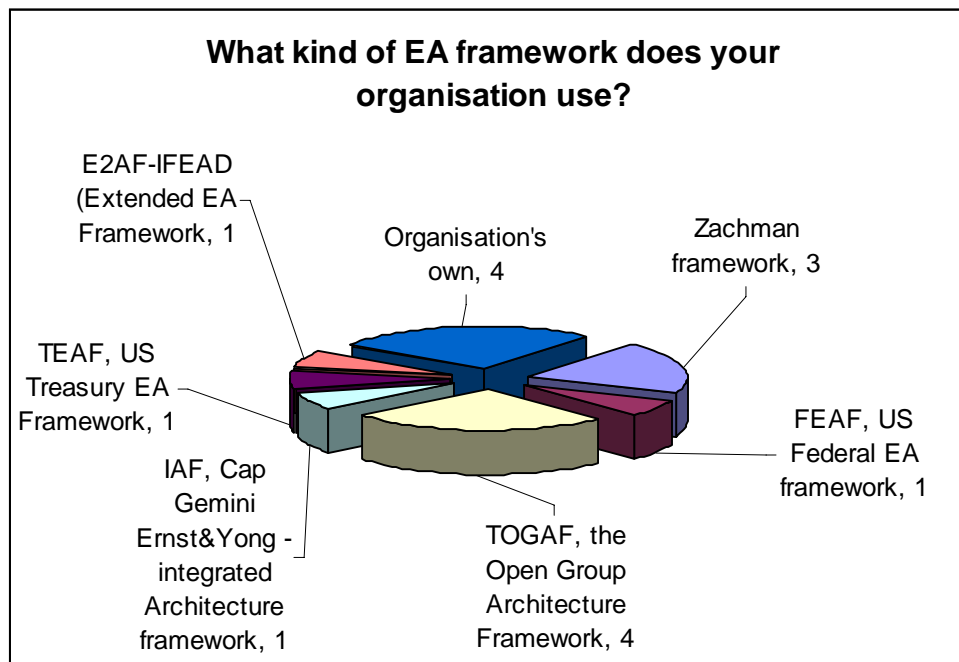 What kind of EA framework does your
organisation use?
E2AF-IFEAD
(Extended EA
Framework, 1
Organisation's
own, 4
Zachman
framework, 3
TEAF, US
Treasury EA
Framework, 1
FEAF, US
Federal EA
framework, 1
IAF, Cap
Gemini
Ernst&Yong -
integrated
Architecture
framework, 1
TOGAF, the
Open Group
Architecture
Framework, 4